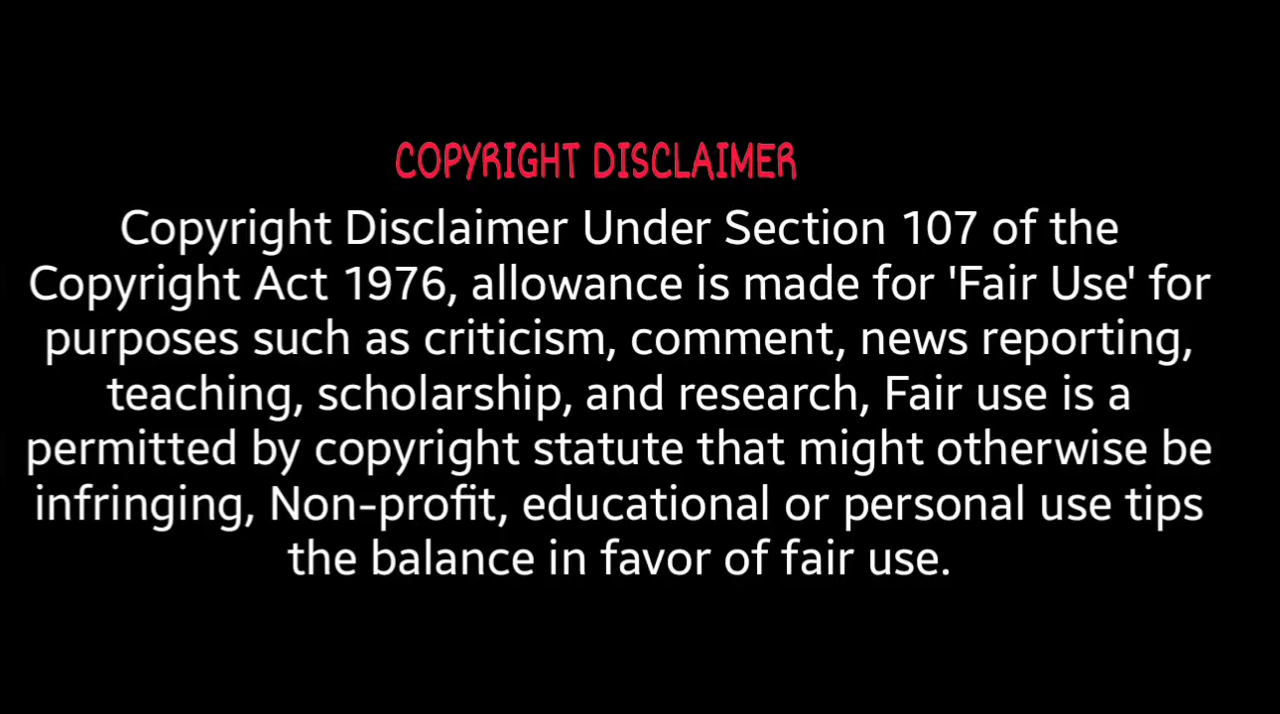 COPYRIGHT DISCLAIMER
Copyright Disclaimer Under Section 107 of the
Copyright Act 1976, allowance is made for 'Fair Use' for
purposes such as criticism, comment, news reporting,
teaching, scholarship, and research, Fair use is a
permitted by copyright statute that might otherwise be
infringing, Non-profit, educational or personal use tips
the balance in favor of fair use.